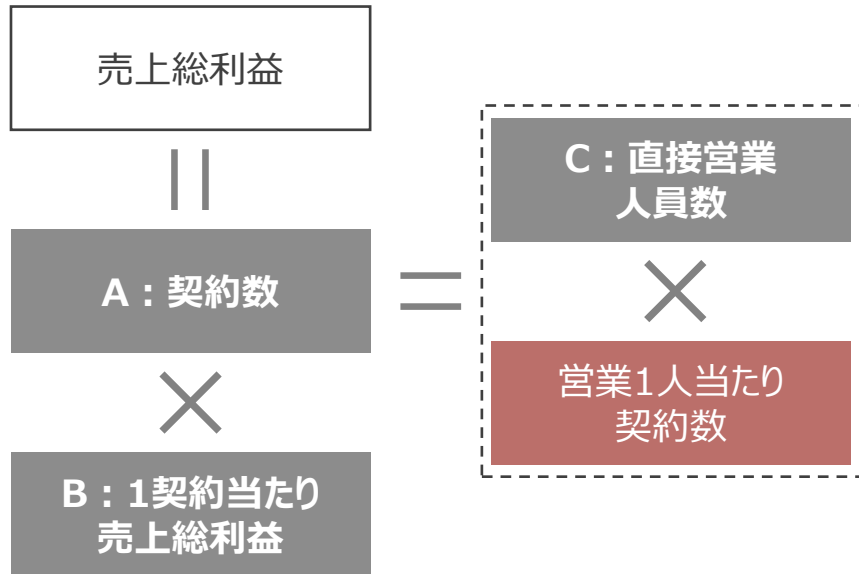 売上総利益
A：契約数
B：1契約当たり
売上総利益
C：直接営業
人員数
営業1人当たり
契約数